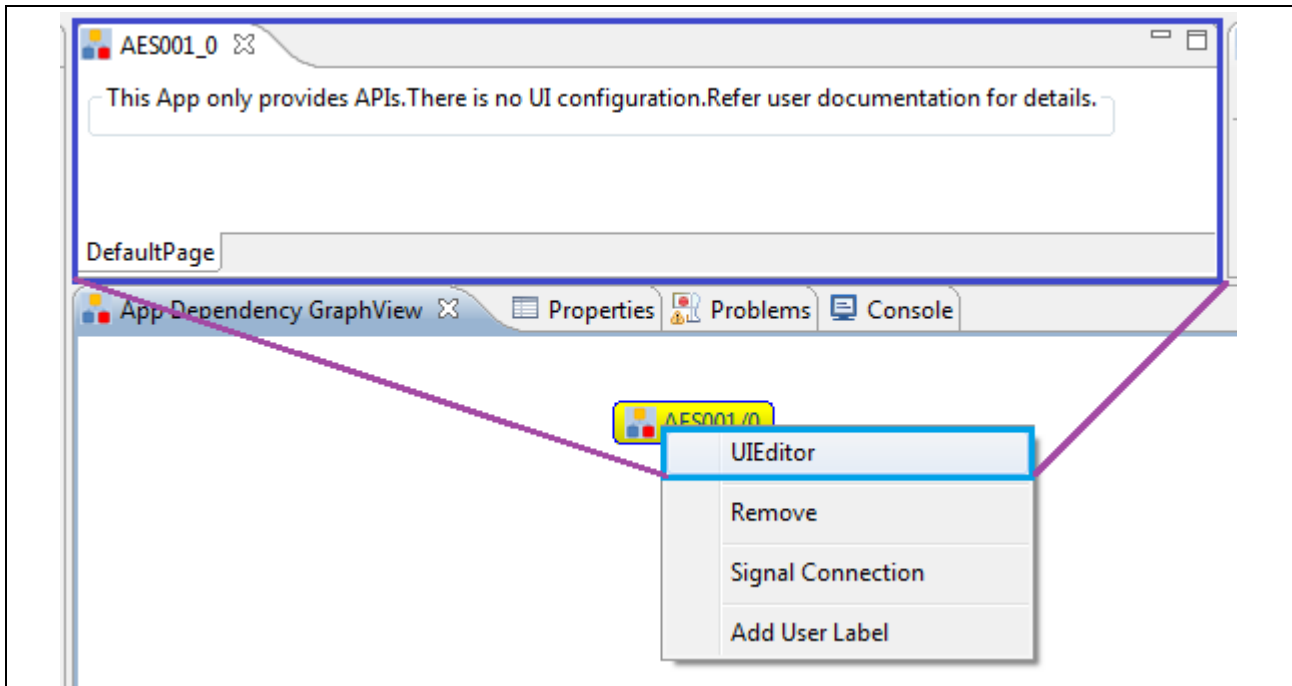 AES001_0
This App only provides APIs.There is no UI configuration.Refer user documentation for details.
DefaultPage
App Dependency GraphView Properties Problems Console
AES001/0
UIEditor
Remove
Signal Connection
Add User Label